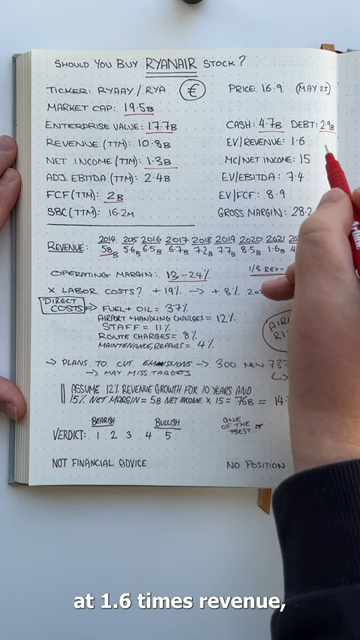 SHOULD YOU BUY RYANAIR STOCK?
TICKER: RYAAY / RYA € PRICE: 16.9 (MAY 23)
MARKET CAP: 19.5B
ENTERPRISE VALUE: 17.7B CASH: 4.7B DEBT: 2.9B
REVENUE (TTM): 10.8B EV/REVENUE: 1.6
NET INCOME (TTM): 1.3B MC/NET INCOME: 15
ADJ. EBITDA (TTM): 2.4B EV/EBITDA: 7.4
FCF (TTM): 2B EV/FCF: 8.9
SBC (TTM): 16.2M GROSS MARGIN: 28.2
2014 2015 2016 2017 2018 2019 2020 2021
REVENUE: 5B 5.6B 6.5B 6.7B 7.2B 7.7B 8.5B 1.6B
OPERATING MARGIN: 13-24% 1/3 REV
X LABOR COSTS? +19% → +8%
DIRECT COSTS → FUEL + OIL = 37%
AIRPORT + HANDLING CHARGES = 12%
STAFF = 11%
ROUTE CHARGES = 8%
MAINTENANCE, REPAIRS = 4%
→ PLANS TO CUT EMISSIONS → 300 NEW 737
→ MAY MISS TARGETS
ASSUME 12% REVENUE GROWTH FOR 10 YEARS AND
15% NET MARGIN = 5B NET INCOME × 15 = 76B = 14.
BEARISH BULLISH ONE OF THE BEST
VERDICT: 1 2 3 4 5
NOT FINANCIAL ADVICE NO POSITION
at 1.6 times revenue,